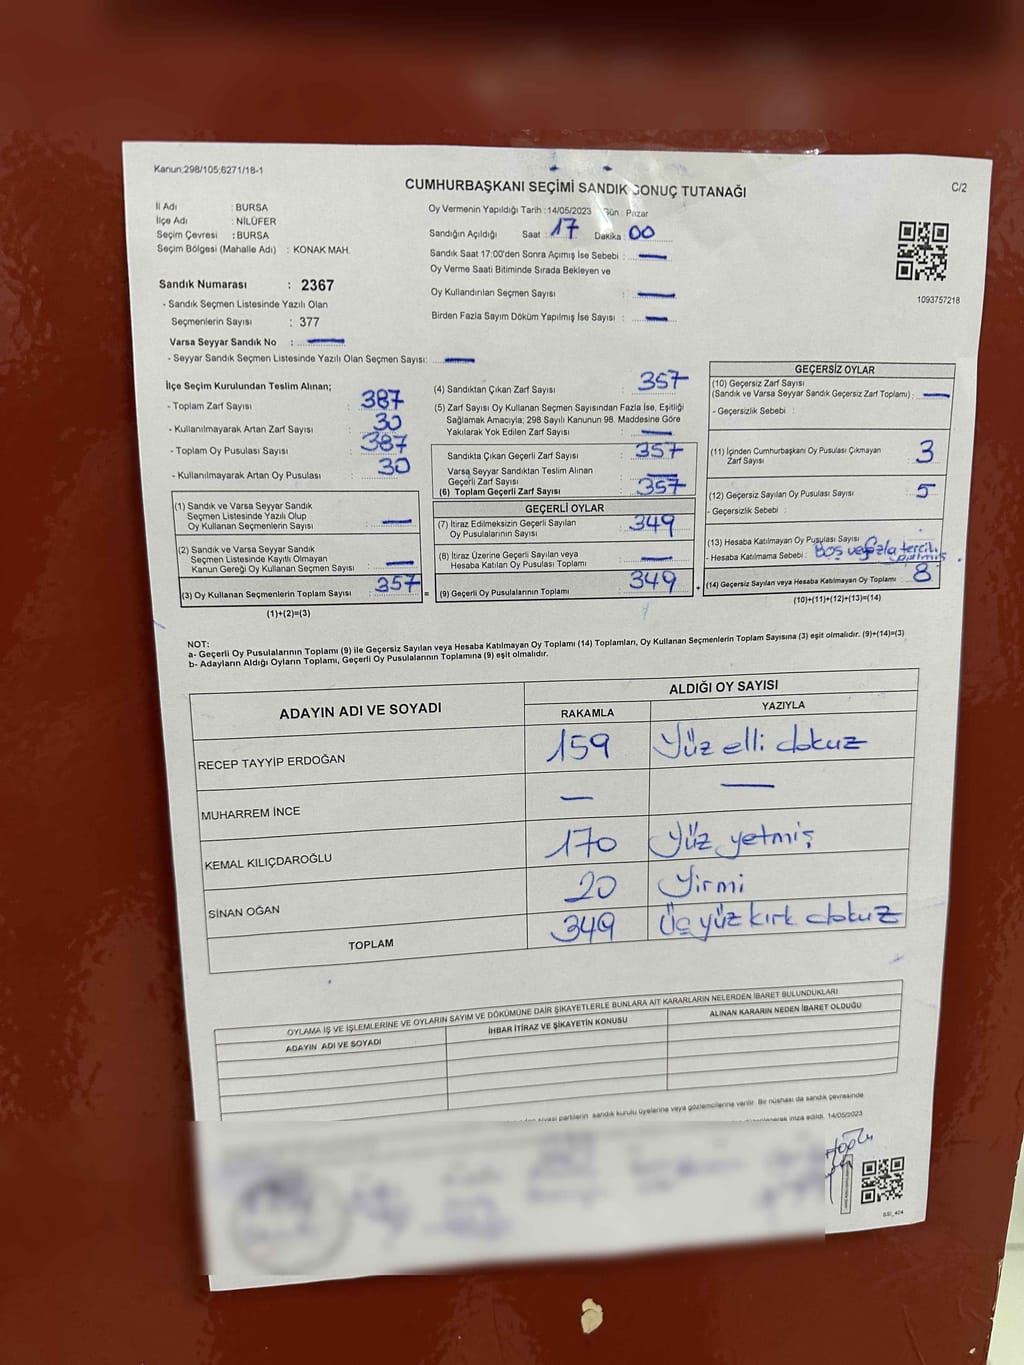 Kanun;298/105;6271/18-1
CUMHURBAŞKANI SEÇİMİ SANDIK SONUÇ TUTANAĞI
C/2
İl Adı : BURSA
İlçe Adı : NİLÜFER
Seçim Çevresi : BURSA
Seçim Bölgesi (Mahalle Adı) : KONAK MAH.
Oy Vermenin Yapıldığı Tarih : 14/05/2023 Gün : Pazar
Sandığın Açıldığı Saat : 17 Dakika : 00
Sandık Saat 17:00'den Sonra Açımış İse Sebebi : —
Oy Verme Saati Bitiminde Sırada Bekleyen ve
Oy Kullandırılan Seçmen Sayısı : —
Birden Fazla Sayım Döküm Yapılmış İse Sayısı : —
1093757218
Sandık Numarası : 2367
- Sandık Seçmen Listesinde Yazılı Olan
Seçmenlerin Sayısı : 377
Varsa Seyyar Sandık No : —
- Seyyar Sandık Seçmen Listesinde Yazılı Olan Seçmen Sayısı: —
İlçe Seçim Kurulundan Teslim Alınan;
- Toplam Zarf Sayısı : 387
- Kullanılmayarak Artan Zarf Sayısı : 30
- Toplam Oy Pusulası Sayısı : 387
- Kullanılmayarak Artan Oy Pusulası : 30
(1) Sandık ve Varsa Seyyar Sandık
Seçmen Listesinde Yazılı Olup
Oy Kullanan Seçmenlerin Sayısı : —
(2) Sandık ve Varsa Seyyar Sandık
Seçmen Listesinde Kayıtlı Olmayan
Kanun Gereği Oy Kullanan Seçmen Sayısı : —
(3) Oy Kullanan Seçmenlerin Toplam Sayısı : 357
(1)+(2)=(3)
(4) Sandıktan Çıkan Zarf Sayısı : 357
(5) Zarf Sayısı Oy Kullanan Seçmen Sayısından Fazla İse, Eşitliği
Sağlamak Amacıyla, 298 Sayılı Kanunun 98. Maddesine Göre
Yakılarak Yok Edilen Zarf Sayısı : —
Sandıkta Çıkan Geçerli Zarf Sayısı : 357
Varsa Seyyar Sandıktan Teslim Alınan
Geçerli Zarf Sayısı : —
(6) Toplam Geçerli Zarf Sayısı : 357
GEÇERLİ OYLAR
(7) İtiraz Edilmeksizin Geçerli Sayılan
Oy Pusulalarının Sayısı : 349
(8) İtiraz Üzerine Geçerli Sayılan veya
Hesaba Katılan Oy Pusulası Toplamı : —
(9) Geçerli Oy Pusulalarının Toplamı : 349
GEÇERSİZ OYLAR
(10) Geçersiz Zarf Sayısı
(Sandık ve Varsa Seyyar Sandık Geçersiz Zarf Toplamı) : —
- Geçersizlik Sebebi :
(11) İçinden Cumhurbaşkanı Oy Pusulası Çıkmayan
Zarf Sayısı : 3
(12) Geçersiz Sayılan Oy Pusulası Sayısı : 5
- Geçersizlik Sebebi :
(13) Hesaba Katılmayan Oy Pusulası Sayısı :
- Hesaba Katılmama Sebebi : Boş ve fazla tercih
(14) Geçersiz Sayılan veya Hesaba Katılmayan Oy Toplamı : 8
(10)+(11)+(12)+(13)=(14)
NOT:
a- Geçerli Oy Pusulalarının Toplamı (9) ile Geçersiz Sayılan veya Hesaba Katılmayan Oy Toplamı (14) Toplamları, Oy Kullanan Seçmenlerin Toplam Sayısına (3) eşit olmalıdır. (9)+(14)=(3)
b- Adayların Aldığı Oyların Toplamı, Geçerli Oy Pusulalarının Toplamına (9) eşit olmalıdır.
ADAYIN ADI VE SOYADI
ALDIĞI OY SAYISI
RAKAMLA YAZIYLA
RECEP TAYYİP ERDOĞAN 159 Yüz elli dokuz
MUHARREM İNCE — —
KEMAL KILIÇDAROĞLU 170 Yüz yetmiş
SİNAN OĞAN 20 Yirmi
TOPLAM 349 Üç yüz kırk dokuz
OYLAMA İŞ VE İŞLEMLERİNE VE OYLARIN SAYIM VE DÖKÜMÜNE DAİR ŞİKAYETLERLE BUNLARA AİT KARARLARIN NELERDEN İBARET BULUNDUKLARI
ADAYIN ADI VE SOYADI İHBAR İTİRAZ VE ŞİKAYETİN KONUSU ALINAN KARARIN NEDEN İBARET OLDUĞU
siyasi partilerin sandık kurulu üyelerine veya gözlemcilerine verilir. Bir nüshası da sandık çevresinde
imza edildi. 14/05/2023